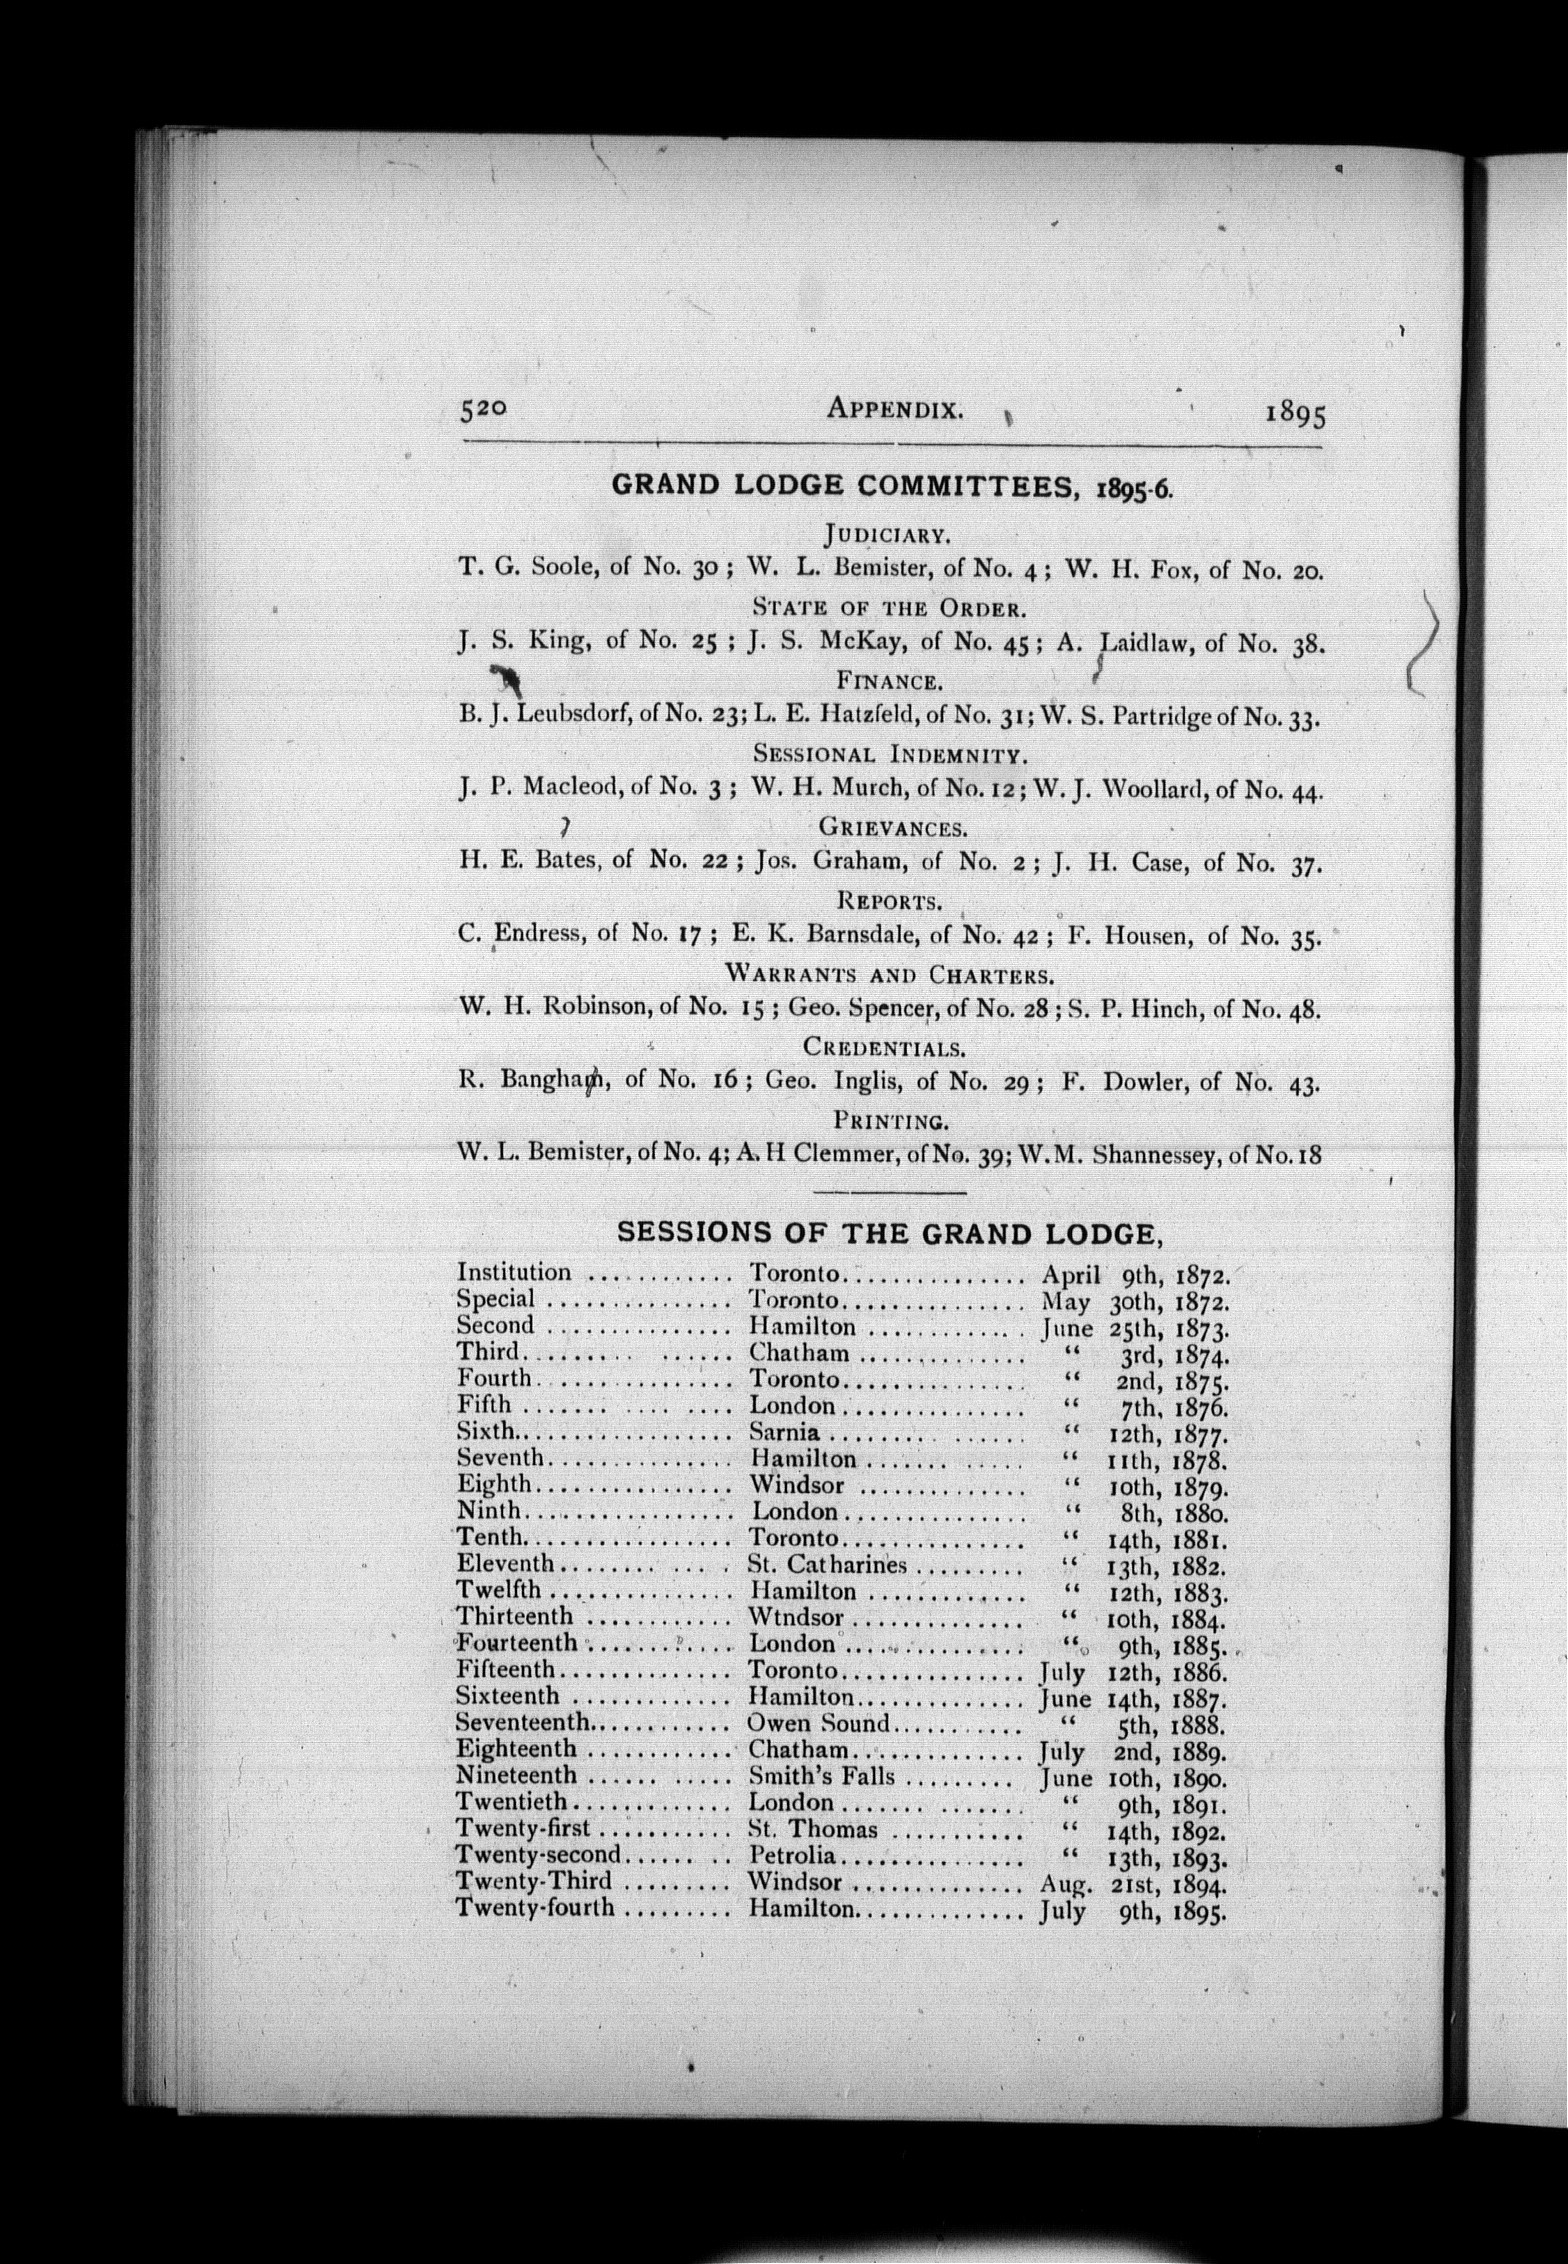 520 APPENDIX. 1895
GRAND LODGE COMMITTEES, 1895-6.
JUDICIARY.
T. G. Soole, of No. 30 ; W. L. Bemister, of No. 4 ; W. H. Fox, of No. 20.
STATE OF THE ORDER.
J. S. King, of No. 25 ; J. S. McKay, of No. 45 ; A. Laidlaw, of No. 38.
FINANCE.
B. J. Leubsdorf, of No. 23; L. E. Hatzfeld, of No. 31; W. S. Partridge of No. 33.
SESSIONAL INDEMNITY.
J. P. Macleod, of No. 3 ; W. H. Murch, of No. 12 ; W. J. Woollard, of No. 44.
GRIEVANCES.
H. E. Bates, of No. 22 ; Jos. Graham, of No. 2 ; J. H. Case, of No. 37.
REPORTS.
C. Endress, of No. 17 ; E. K. Barnsdale, of No. 42 ; F. Housen, of No. 35.
WARRANTS AND CHARTERS.
W. H. Robinson, of No. 15 ; Geo. Spencer, of No. 28 ; S. P. Hinch, of No. 48.
CREDENTIALS.
R. Bangham, of No. 16 ; Geo. Inglis, of No. 29 ; F. Dowler, of No. 43.
PRINTING.
W. L. Bemister, of No. 4; A. H Clemmer, of No. 39; W. M. Shannessey, of No. 18
SESSIONS OF THE GRAND LODGE,
Institution ............ Toronto............... April 9th, 1872.
Special ............... Toronto............... May 30th, 1872.
Second ............... Hamilton ............. June 25th, 1873.
Third............... Chatham .............. “ 3rd, 1874.
Fourth................ Toronto............... “ 2nd, 1875.
Fifth ............... London ............... “ 7th, 1876.
Sixth................. Sarnia ............... “ 12th, 1877.
Seventh............... Hamilton ............ “ 11th, 1878.
Eighth................ Windsor .............. “ 10th, 1879.
Ninth................. London ............... “ 8th, 1880.
Tenth................. Toronto............... “ 14th, 1881.
Eleventh............ St. Catharines ......... “ 13th, 1882.
Twelfth ............... Hamilton ............. “ 12th, 1883.
Thirteenth ............ Wtndsor .............. “ 10th, 1884.
Fourteenth ............ London .............. “ 9th, 1885.
Fifteenth.............. Toronto............... July 12th, 1886.
Sixteenth ............. Hamilton.............. June 14th, 1887.
Seventeenth............ Owen Sound........... “ 5th, 1888.
Eighteenth ............ Chatham.............. July 2nd, 1889.
Nineteenth ........... Smith's Falls ......... June 10th, 1890.
Twentieth............. London .............. “ 9th, 1891.
Twenty-first ........... St. Thomas ........... “ 14th, 1892.
Twenty-second........ Petrolia............... “ 13th, 1893.
Twenty-Third ......... Windsor .............. Aug. 21st, 1894.
Twenty-fourth ......... Hamilton.............. July 9th, 1895.